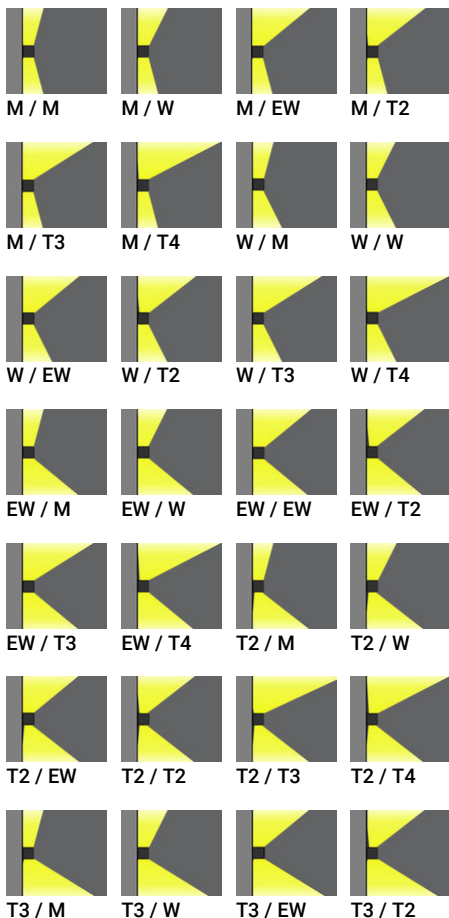 M / M M / W M / EW M / T2
M / T3 M / T4 W / M W / W
W / EW W / T2 W / T3 W / T4
EW / M EW / W EW / EW EW / T2
EW / T3 EW / T4 T2 / M T2 / W
T2 / EW T2 / T2 T2 / T3 T2 / T4
T3 / M T3 / W T3 / EW T3 / T2